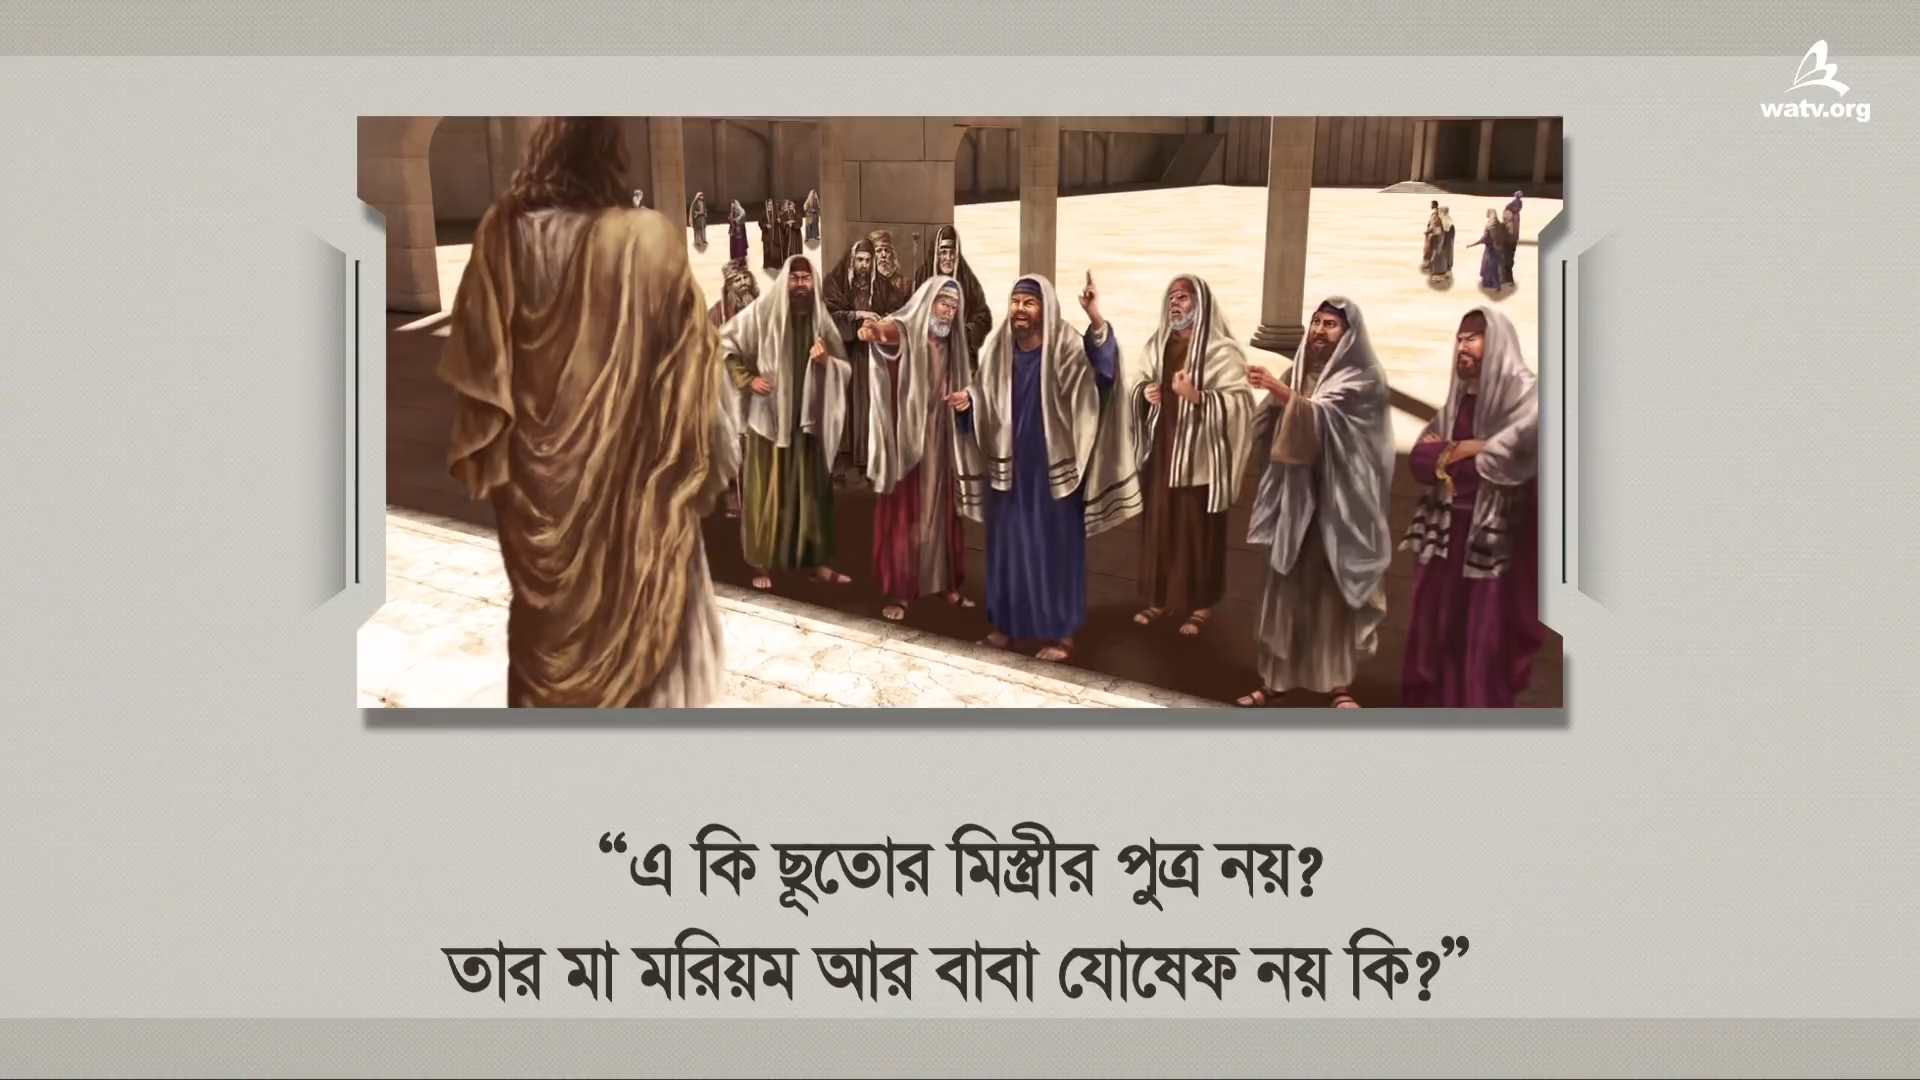 watv.org
“এ কি ছূতোর মিস্ত্রীর পুত্র নয়?
তার মা মরিয়ম আর বাবা যোষেফ নয় কি?”